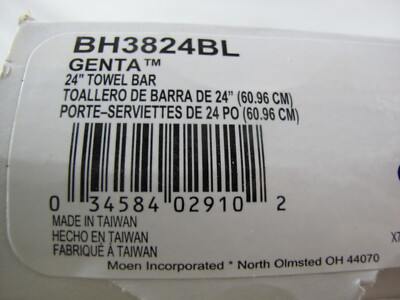 BH3824BL
GENTA™
24" TOWEL BAR
TOALLERO DE BARRA DE 24" (60.96 CM)
PORTE–SERVIETTES DE 24 PO (60.96 CM)
0 34584 02910 2
MADE IN TAIWAN
HECHO EN TAIWAN
FABRIQUÉ À TAIWAN
Moen Incorporated * North Olmsted OH 44070